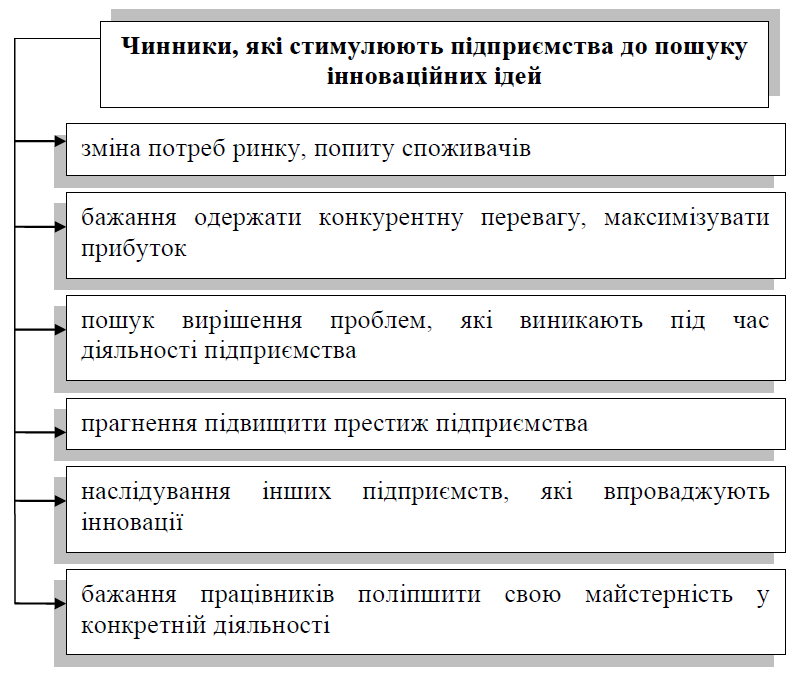 Чинники, які стимулюють підприємства до пошуку
інноваційних ідей
зміна потреб ринку, попиту споживачів
бажання одержати конкурентну перевагу, максимізувати
прибуток
пошук вирішення проблем, які виникають під час
діяльності підприємства
прагнення підвищити престиж підприємства
наслідування інших підприємств, які впроваджують
інновації
бажання працівників поліпшити свою майстерність у
конкретній діяльності